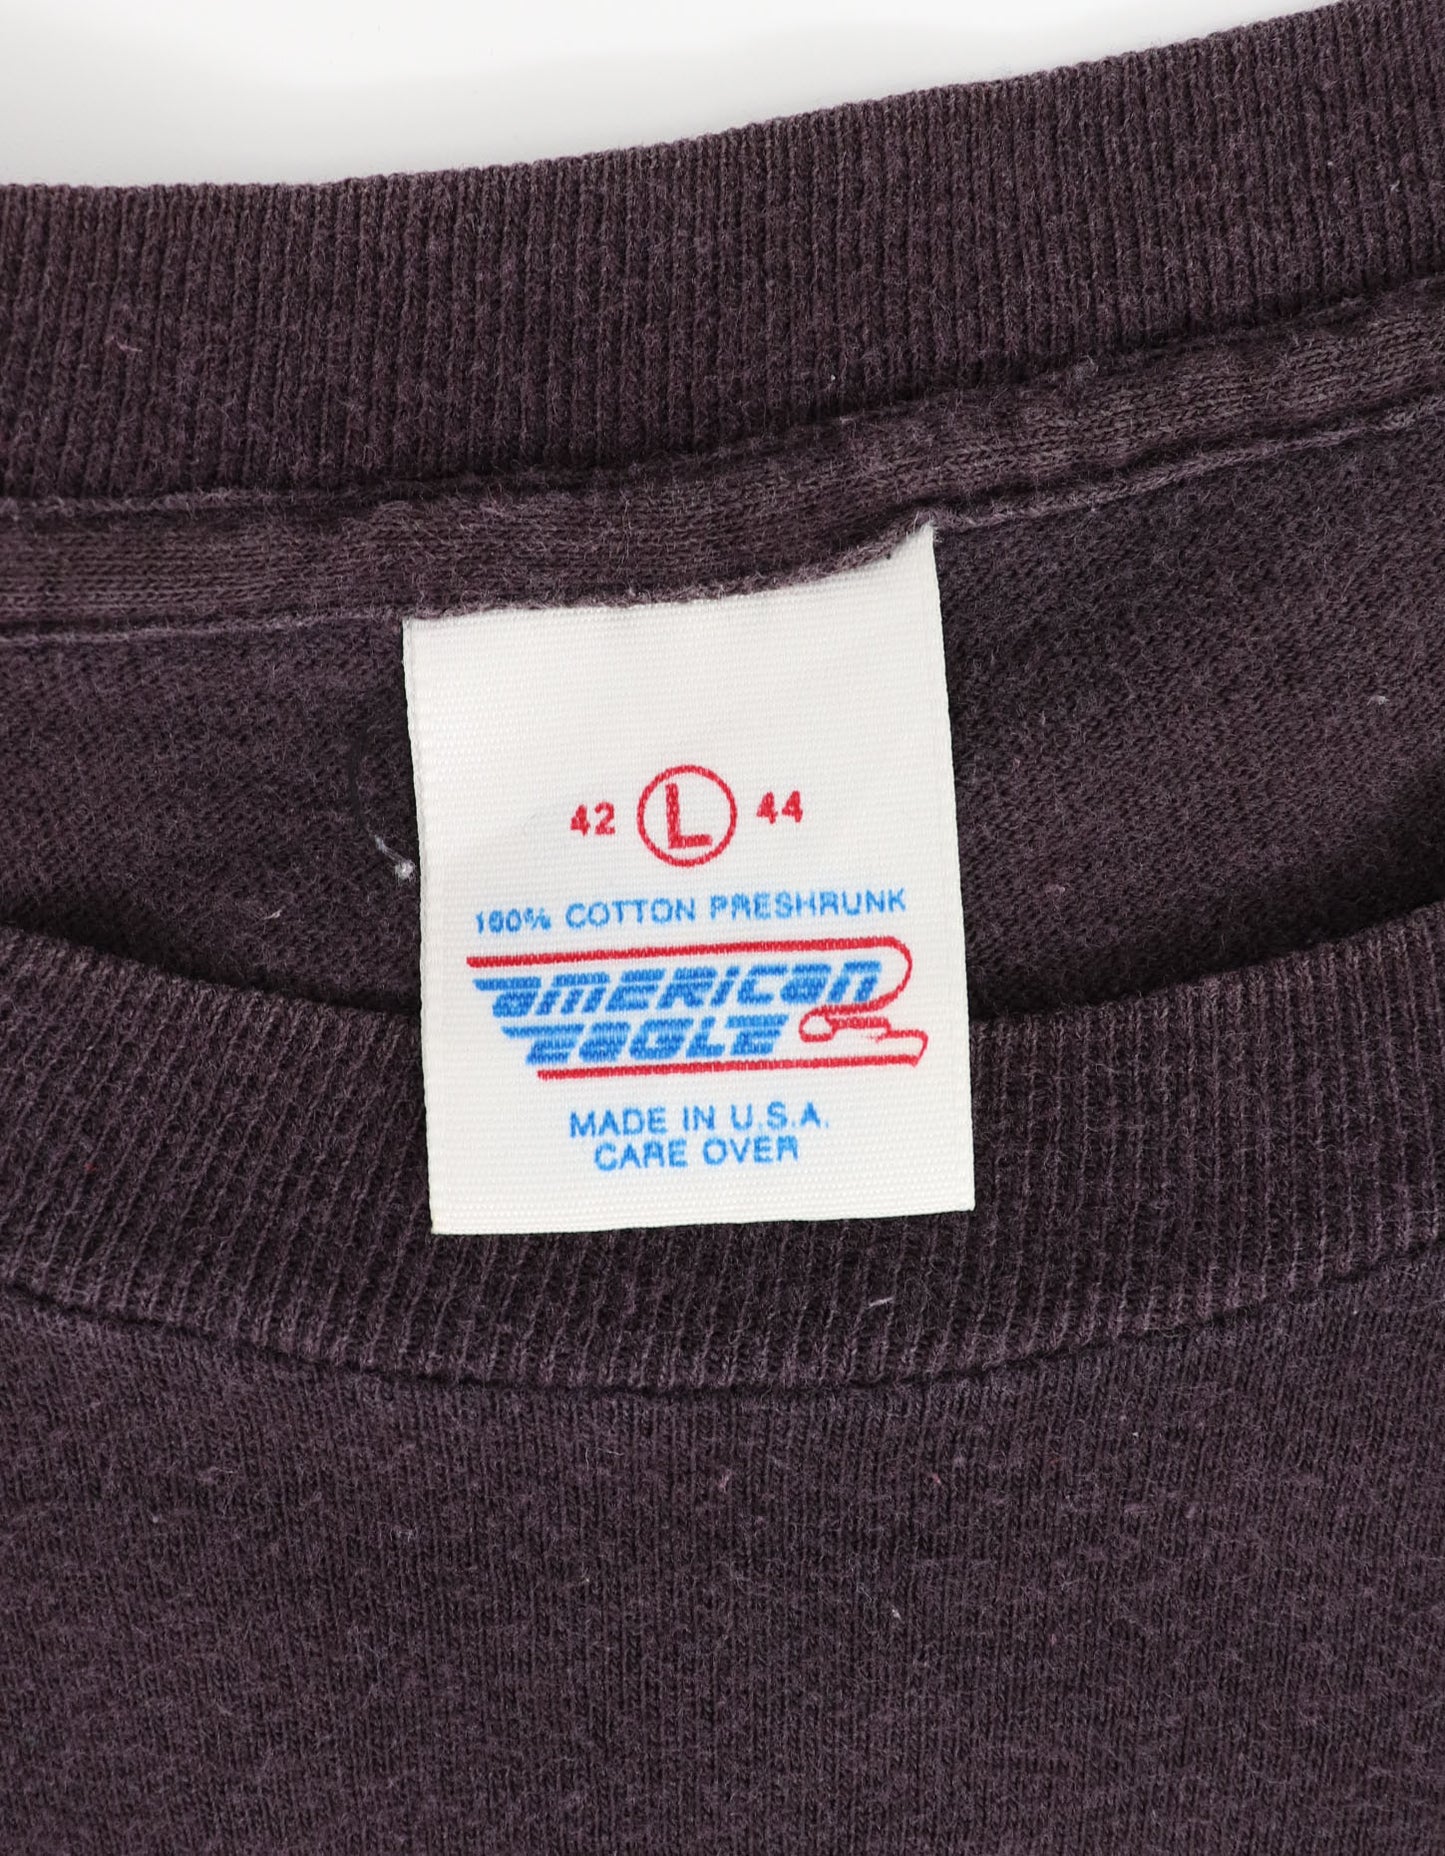 42 L 44
100% COTTON PRESHRUNK
AMERICAN
EAGLE
MADE IN U.S.A.
CARE OVER